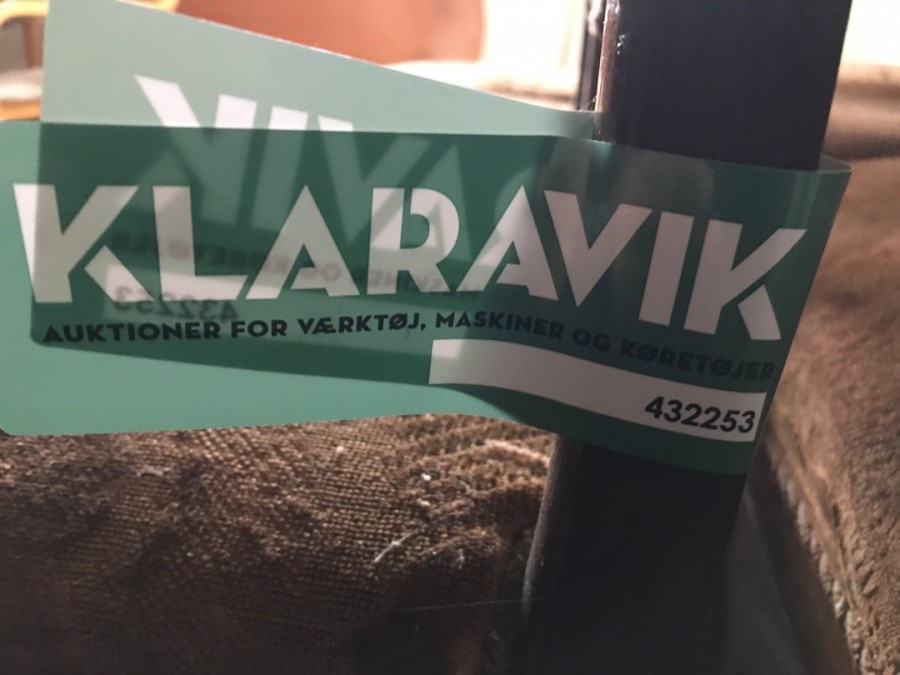 KLARAVIK
AUKTIONER FOR VÆRKTØJ, MASKINER OG KØRETØJER
432253